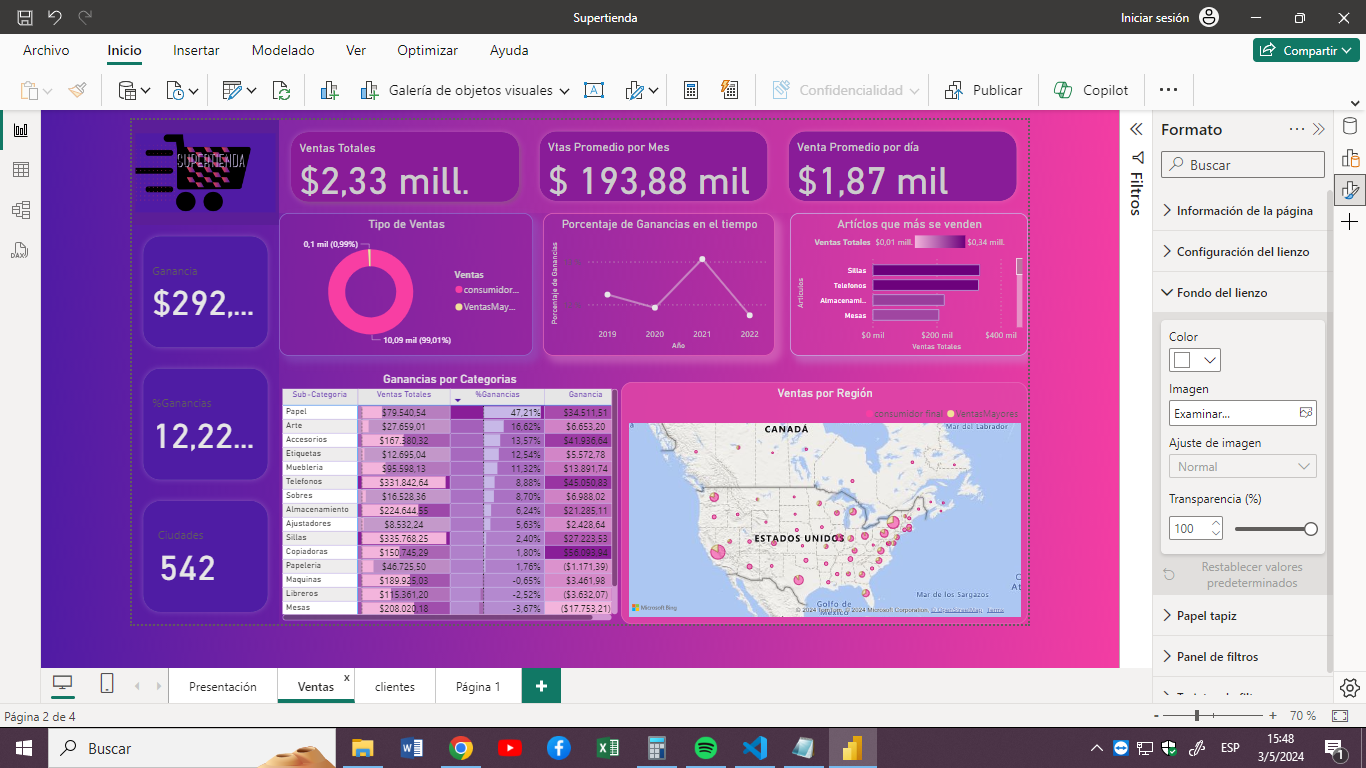 Supertienda
Iniciar sesión
Archivo Inicio Insertar Modelado Ver Optimizar Ayuda
Compartir
Galería de objetos visuales
Confidencialidad
Publicar
Copilot
SUPERTIENDA
Ventas Totales
$2,33 mill.
Vtas Promedio por Mes
$ 193,88 mil
Venta Promedio por día
$1,87 mil
Ganancia
$292,...
%Ganancias
12,22...
Ciudades
542
Tipo de Ventas
0,1 mil (0,99%)
Ventas
consumidor...
VentasMay...
10,09 mil (99,01%)
Porcentaje de Ganancias en el tiempo
Porcentaje de Ganancias
2019 2020 2021 2022
Año
Artíclos que más se venden
Ventas Totales $0,01 mill. $0,34 mill.
Artículos
Sillas
Telefonos
Almacenami...
Mesas
$0 mil $200 mil $400 mil
Ventas Totales
Ganancias por Categorias
Sub-Categoria Ventas Totales %Ganancias Ganancia
Papel $79.540,54 47,21% $34.511,51
Arte $27.659,01 16,62% $6.653,20
Accesorios $167.380,32 13,57% $41.936,64
Etiquetas $12.695,04 12,54% $5.572,78
Muebleria $95.598,13 11,32% $13.891,74
Telefonos $331.842,64 8,88% $45.050,83
Sobres $16.528,36 8,70% $6.988,02
Almacenamiento $224.644,55 6,24% $21.285,11
Ajustadores $8.532,24 5,63% $2.428,64
Sillas $335.768,25 2,40% $27.223,53
Copiadoras $150.745,29 1,80% $56.093,94
Papeleria $46.725,50 1,76% ($1.171,39)
Maquinas $189.925,03 -0,65% $3.461,98
Libreros $115.361,20 -2,52% ($3.632,07)
Mesas $208.020,18 -3,67% ($17.753,21)
Ventas por Región
consumidor final VentasMayores
CANADÁ
Mar del Labrador
ESTADOS UNIDOS
Mar de los Sargazos
Golfo de
México
Microsoft Bing
© 2024 TomTom, © 2024 Microsoft Corporation, © OpenStreetMap Terms
Filtros
Formato
Buscar
Información de la página
Configuración del lienzo
Fondo del lienzo
Color
Imagen
Examinar...
Ajuste de imagen
Normal
Transparencia (%)
100
Restablecer valores
predeterminados
Papel tapiz
Panel de filtros
DAX
Presentación Ventas x clientes Página 1 +
Página 2 de 4
- + 70 %
Buscar
ESP
15:48
3/5/2024
1